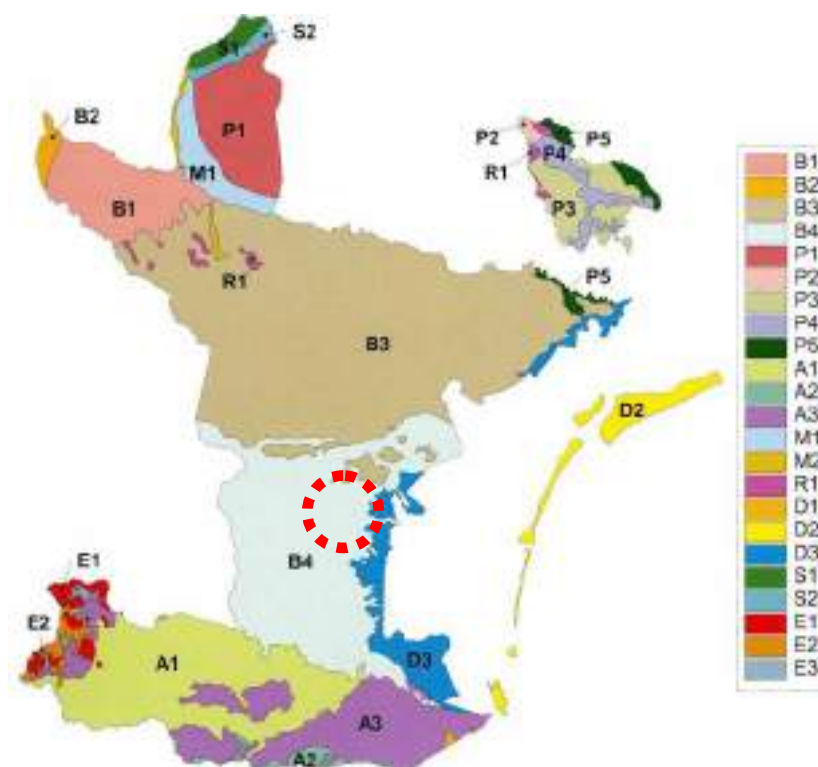 S2
S1
B2
P1
P2
P5
P4
M1
R1
B1
P3
R1
P5
B3
D2
B4
E1
E2
A1
D3
A3
A2
B1
B2
B3
B4
P1
P2
P3
P4
P5
A1
A2
A3
M1
M2
R1
D1
D2
D3
S1
S2
E1
E2
E3